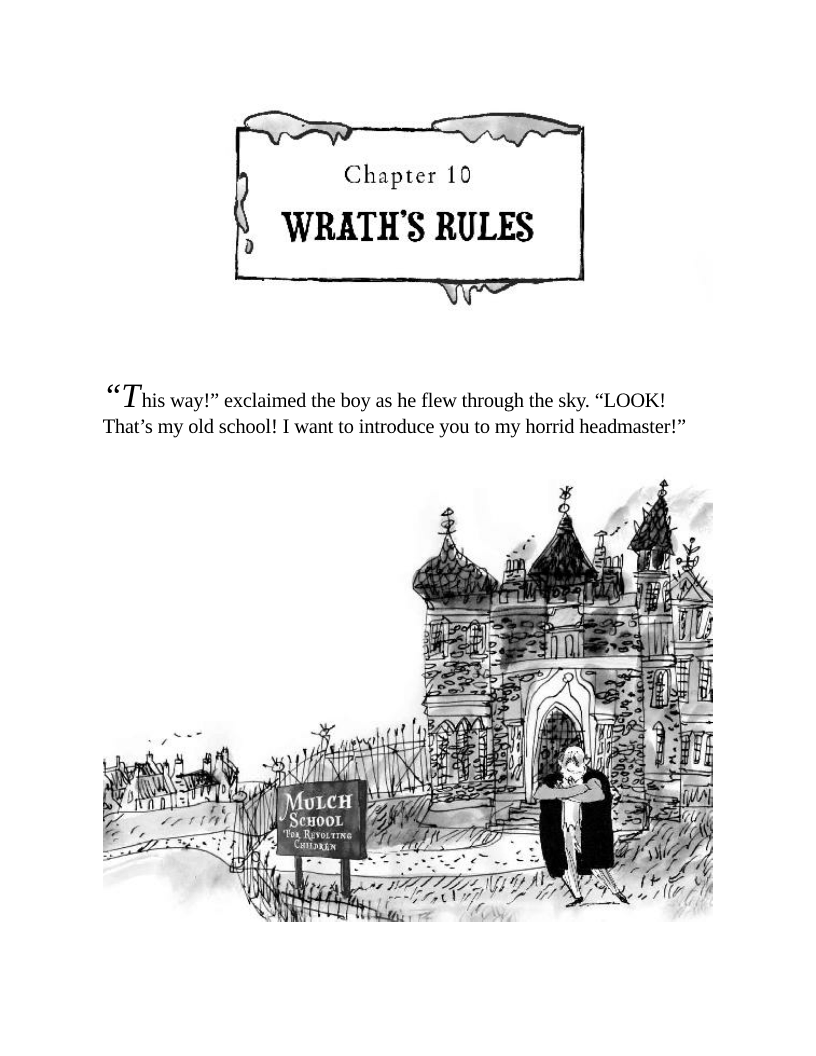 Chapter 10
WRATH'S RULES
“This way!” exclaimed the boy as he flew through the sky. “LOOK!
That’s my old school! I want to introduce you to my horrid headmaster!”
MULCH
SCHOOL
FOR REVOLTING
CHILDREN